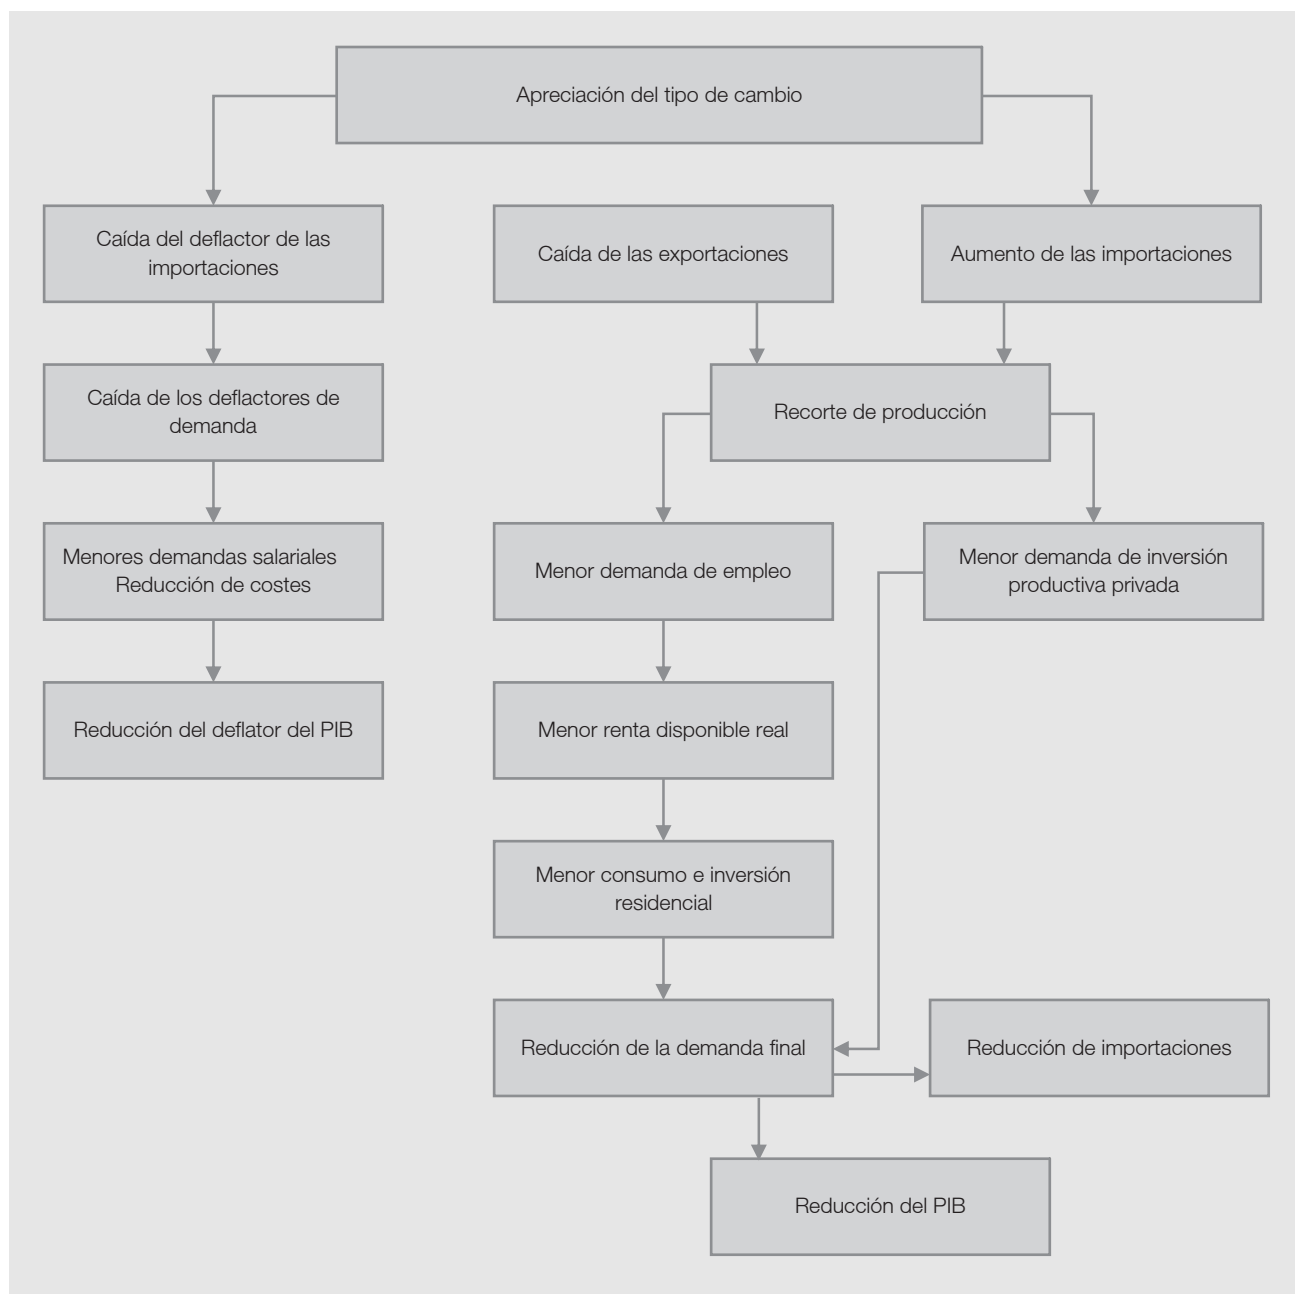 Apreciación del tipo de cambio
Caída del deflactor de las
importaciones
Caída de las exportaciones
Aumento de las importaciones
Caída de los deflactores de
demanda
Recorte de producción
Menores demandas salariales
Reducción de costes
Menor demanda de empleo
Menor demanda de inversión
productiva privada
Reducción del deflator del PIB
Menor renta disponible real
Menor consumo e inversión
residencial
Reducción de la demanda final
Reducción de importaciones
Reducción del PIB